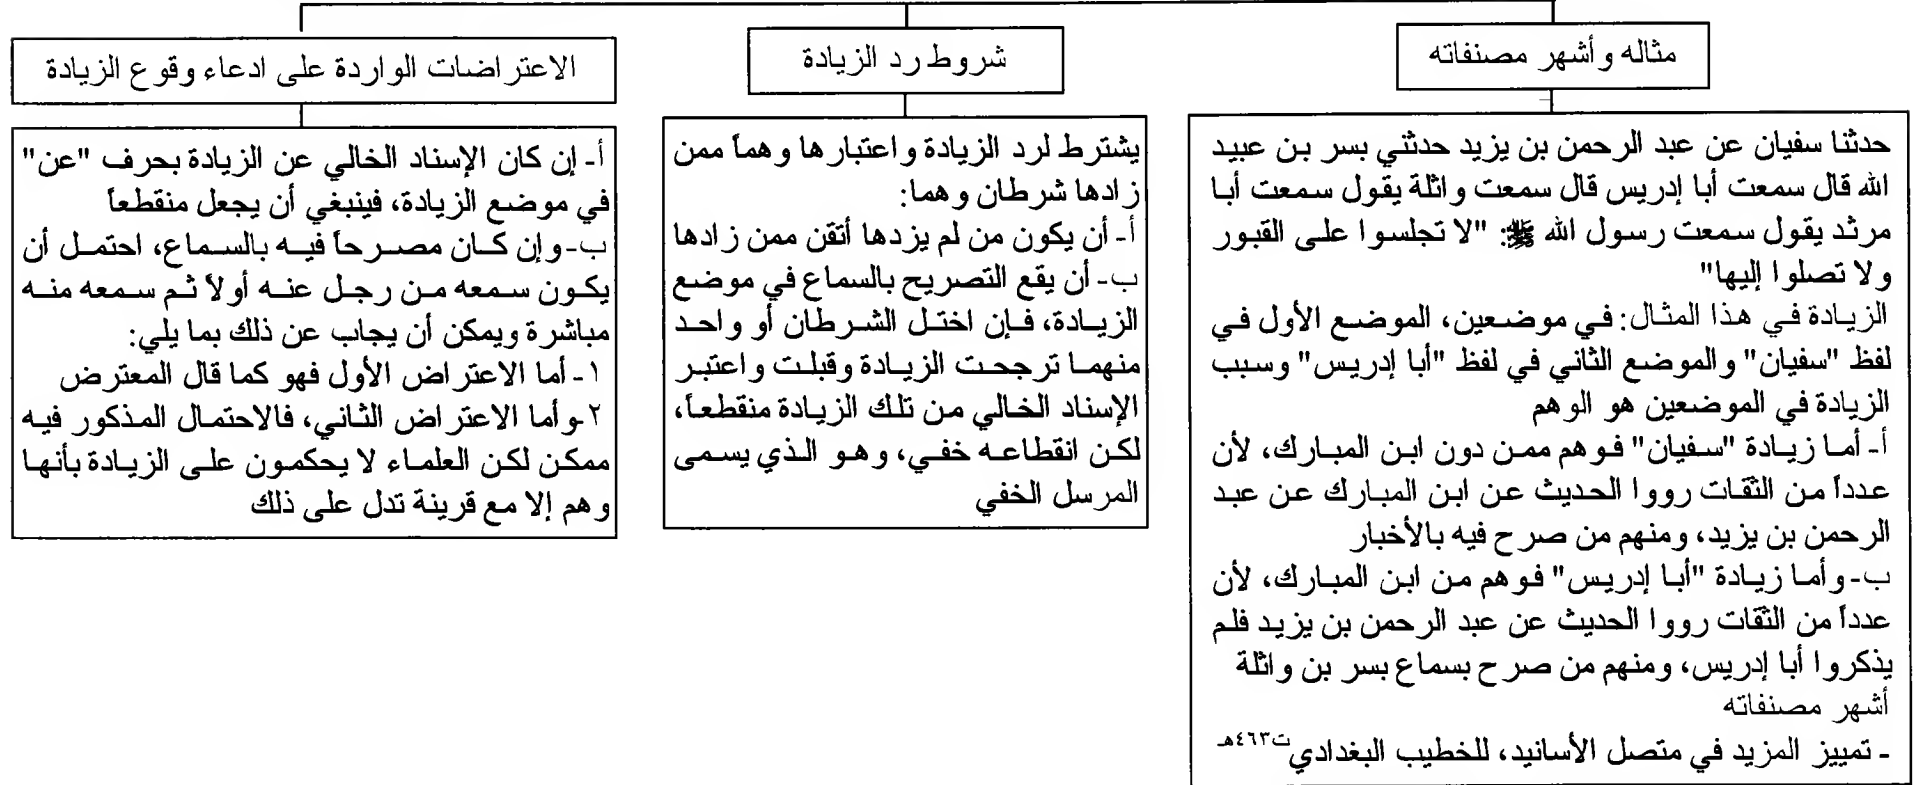 مثاله وأشهر مصنفاته
حدثنا سفيان عن عبد الرحمن بن يزيد حدثني بسر بن عبيد
الله قال سمعت أبا إدريس قال سمعت واثلة يقول سمعت أبا
مرثد يقول سمعت رسول الله ﷺ: "لا تجلسوا على القبور
ولا تصلوا إليها"
الزيادة في هذا المثال: في موضعين، الموضع الأول في
لفظ "سفيان" والموضع الثاني في لفظ "أبا إدريس" وسبب
الزيادة في الموضعين هو الوهم
أ- أما زيادة "سفيان" فوهم ممن دون ابن المبارك، لأن
عدداً من الثقات رووا الحديث عن ابن المبارك عن عبد
الرحمن بن يزيد، ومنهم من صرح فيه بالأخبار
ب- وأما زيادة "أبا إدريس" فوهم من ابن المبارك، لأن
عدداً من الثقات رووا الحديث عن عبد الرحمن بن يزيد فلم
يذكروا أبا إدريس، ومنهم من صرح بسماع بسر بن واثلة
أشهر مصنفاته
- تمييز المزيد في متصل الأسانيد، للخطيب البغدادي ت٤٦٣هـ
شروط رد الزيادة
يشترط لرد الزيادة واعتبارها وهماً ممن
زادها شرطان وهما:
أ- أن يكون من لم يزدها أتقن ممن زادها
ب- أن يقع التصريح بالسماع في موضع
الزيادة، فإن اختل الشرطان أو واحد
منهما ترجحت الزيادة وقبلت واعتبر
الإسناد الخالي من تلك الزيادة منقطعاً،
لكن انقطاعه خفي، وهو الذي يسمى
المرسل الخفي
الاعتراضات الواردة على ادعاء وقوع الزيادة
أ- إن كان الإسناد الخالي عن الزيادة بحرف "عن"
في موضع الزيادة، فينبغي أن يجعل منقطعاً
ب- وإن كان مصرحاً فيه بالسماع، احتمل أن
يكون سمعه من رجل عنه أولاً ثم سمعه منه
مباشرة ويمكن أن يجاب عن ذلك بما يلي:
١- أما الاعتراض الأول فهو كما قال المعترض
٢- وأما الاعتراض الثاني، فالاحتمال المذكور فيه
ممكن لكن العلماء لا يحكمون على الزيادة بأنها
وهم إلا مع قرينة تدل على ذلك